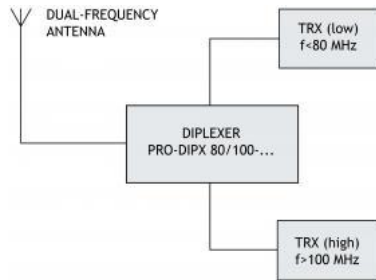 DUAL-FREQUENCY
ANTENNA
TRX (low)
f<80 MHz
DIPLEXER
PRO-DIPX 80/100-...
TRX (high)
f>100 MHz